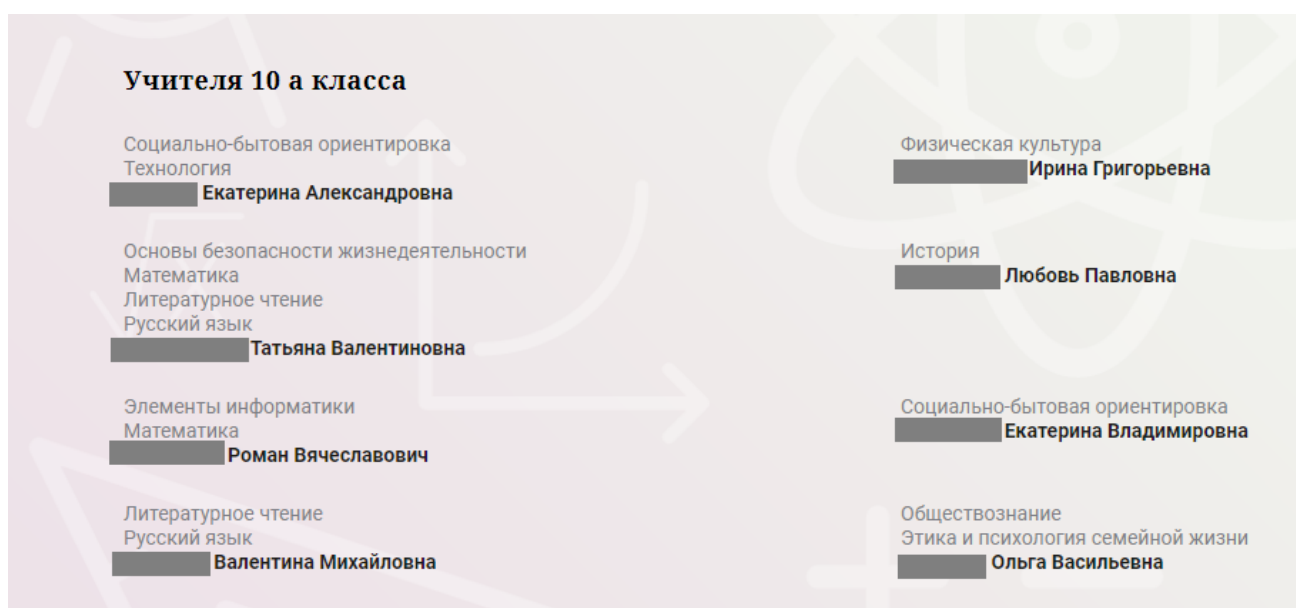 Учителя 10 а класса
Социально-бытовая ориентировка
Технология
Екатерина Александровна
Физическая культура
Ирина Григорьевна
Основы безопасности жизнедеятельности
Математика
Литературное чтение
Русский язык
Татьяна Валентиновна
История
Любовь Павловна
Элементы информатики
Математика
Роман Вячеславович
Социально-бытовая ориентировка
Екатерина Владимировна
Литературное чтение
Русский язык
Валентина Михайловна
Обществознание
Этика и психология семейной жизни
Ольга Васильевна